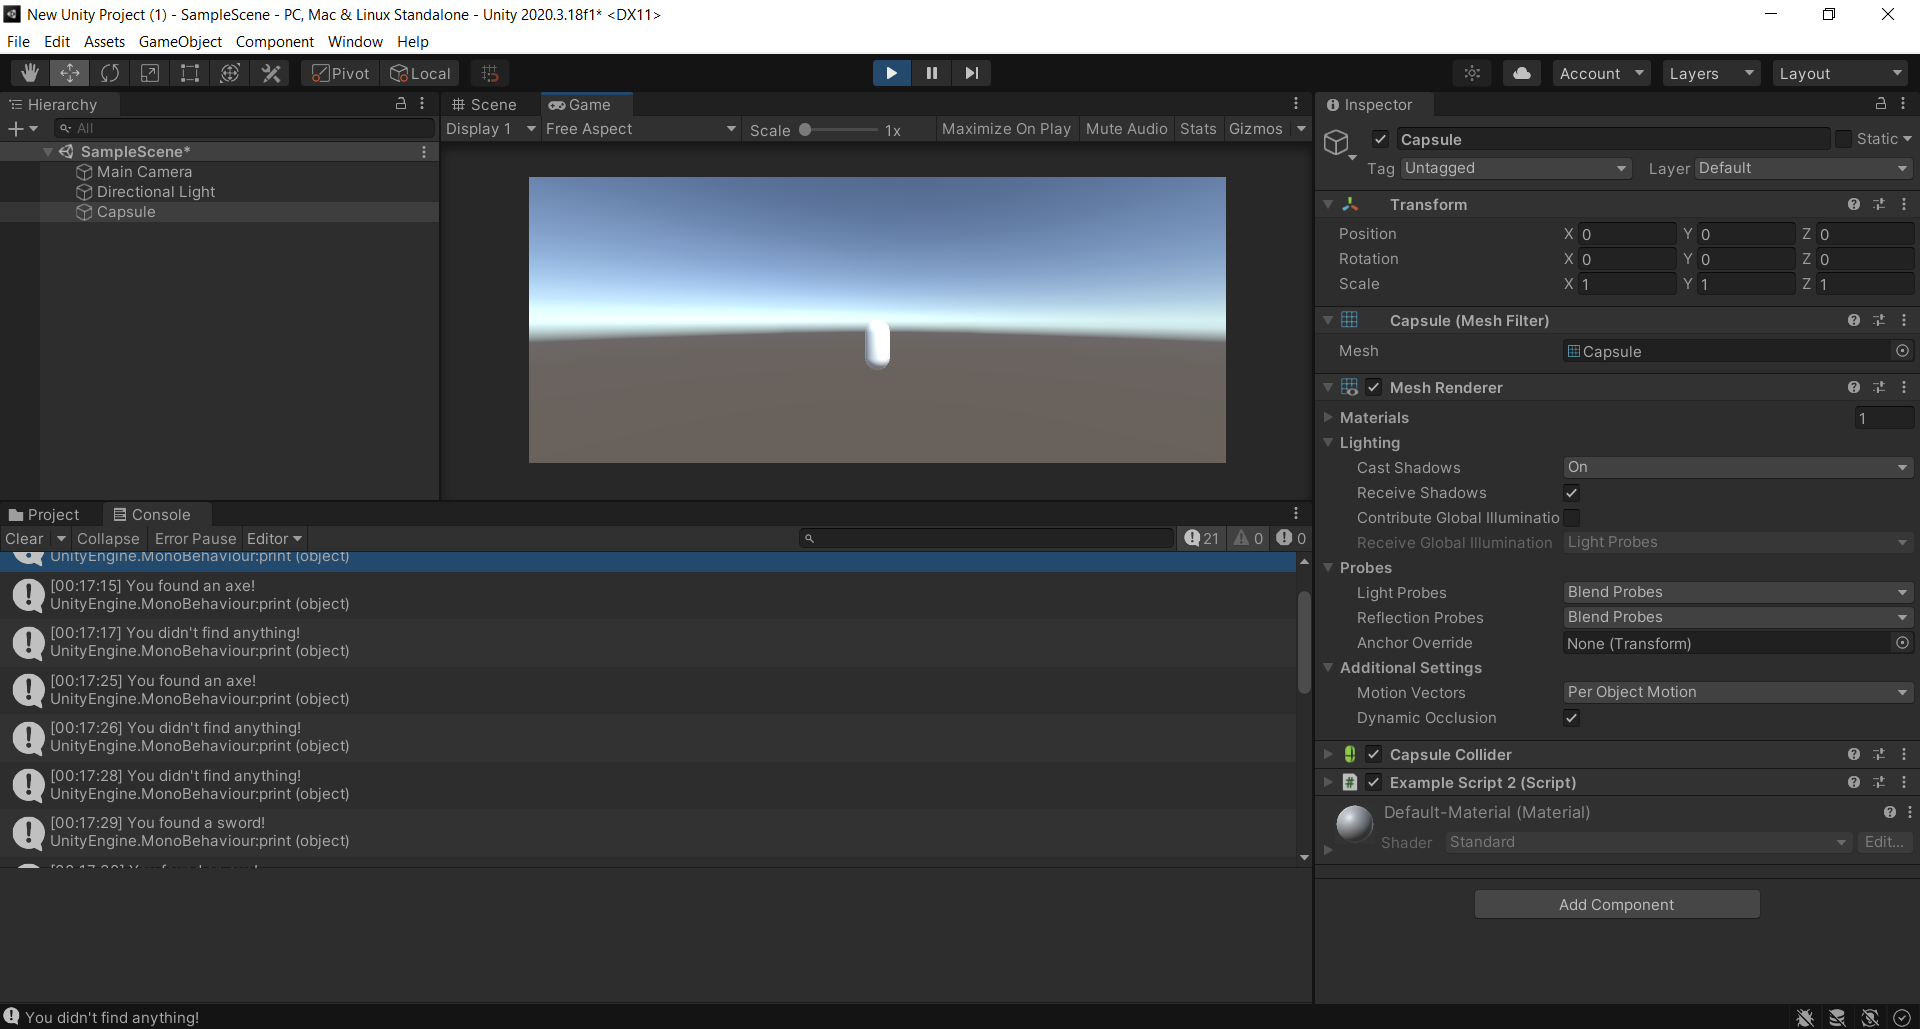 New Unity Project (1) - SampleScene - PC, Mac & Linux Standalone - Unity 2020.3.18f1* <DX11>
File Edit Assets GameObject Component Window Help
Pivot Local Account Layers Layout
Hierarchy
All
SampleScene*
Main Camera
Directional Light
Capsule
Scene Game
Display 1 Free Aspect Scale 1x Maximize On Play Mute Audio Stats Gizmos
Project Console
Clear Collapse Error Pause Editor 21 0 0
UnityEngine.MonoBehaviour:print (object)
[00:17:15] You found an axe!
UnityEngine.MonoBehaviour:print (object)
[00:17:17] You didn't find anything!
UnityEngine.MonoBehaviour:print (object)
[00:17:25] You found an axe!
UnityEngine.MonoBehaviour:print (object)
[00:17:26] You didn't find anything!
UnityEngine.MonoBehaviour:print (object)
[00:17:28] You didn't find anything!
UnityEngine.MonoBehaviour:print (object)
[00:17:29] You found a sword!
UnityEngine.MonoBehaviour:print (object)
You didn't find anything!
Inspector
Capsule Static
Tag Untagged Layer Default
Transform
Position X 0 Y 0 Z 0
Rotation X 0 Y 0 Z 0
Scale X 1 Y 1 Z 1
Capsule (Mesh Filter)
Mesh Capsule
Mesh Renderer
Materials 1
Lighting
Cast Shadows On
Receive Shadows
Contribute Global Illuminatio
Receive Global Illumination Light Probes
Probes
Light Probes Blend Probes
Reflection Probes Blend Probes
Anchor Override None (Transform)
Additional Settings
Motion Vectors Per Object Motion
Dynamic Occlusion
Capsule Collider
# Example Script 2 (Script)
Default-Material (Material)
Shader Standard Edit...
Add Component